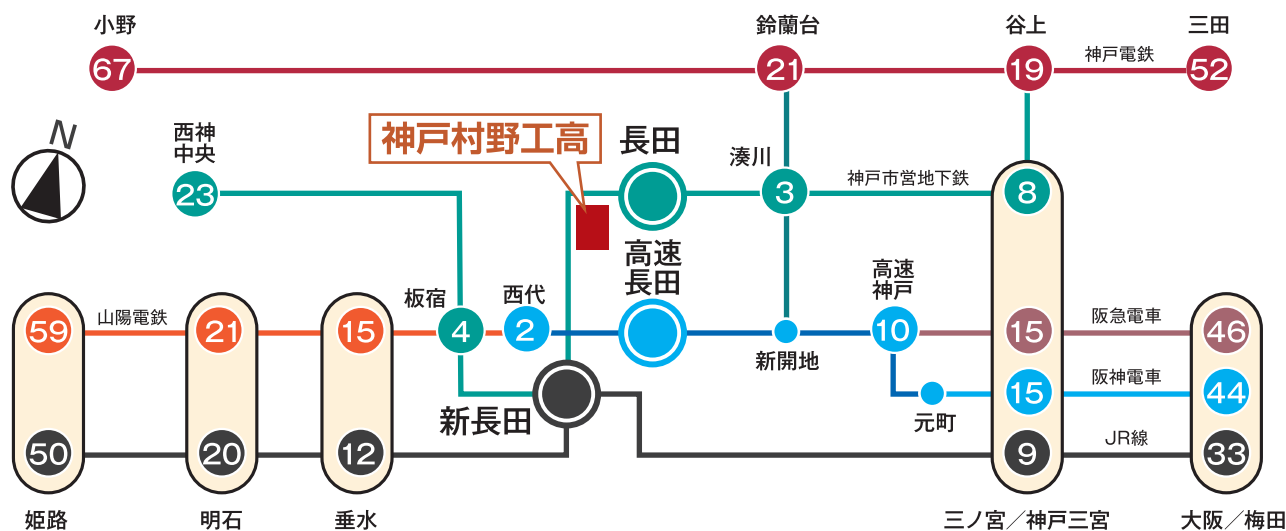 小野
鈴蘭台
谷上
三田
67
21
19
神戸電鉄
52
N
西神
中央
神戸村野工高
長田
湊川
神戸市営地下鉄
23
3
8
高速
長田
高速
神戸
板宿
西代
山陽電鉄
阪急電車
59
21
15
4
2
10
15
46
新開地
阪神電車
15
44
新長田
元町
JR線
50
20
12
9
33
姫路
明石
垂水
三ノ宮／神戸三宮
大阪／梅田